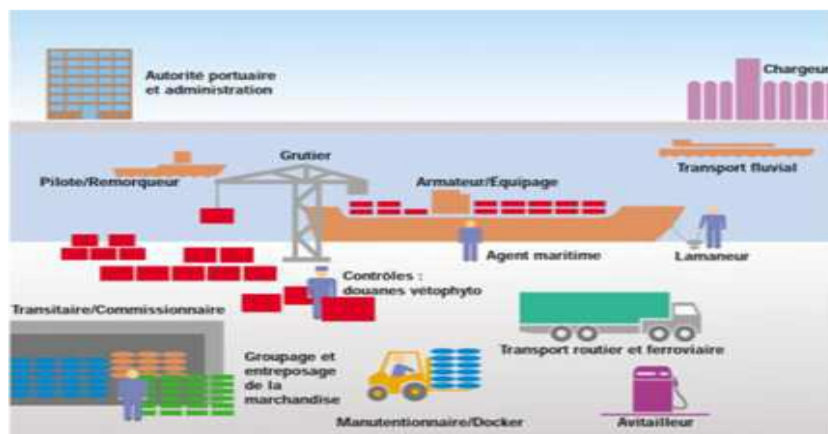 Autorité portuaire
et administration
Chargeur
Grutier
Pilote/Remorqueur
Armateur/Equipage
Transport fluvial
Agent maritime
Lamaneur
Contrôles :
douanes vétophyto
Transitaire/Commissionnaire
Groupage et
entreposage
de la
marchandise
Transport routier et ferroviaire
Manutentionnaire/Docker
Avitailleur